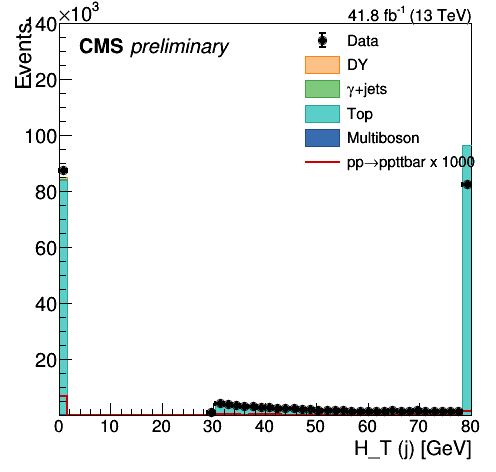 ×10³
41.8 fb⁻¹ (13 TeV)
Events
CMS preliminary
Data
DY
γ+jets
Top
Multiboson
pp→ppttbar x 1000
140
120
100
80
60
40
20
0 10 20 30 40 50 60 70 80
H_T (j) [GeV]